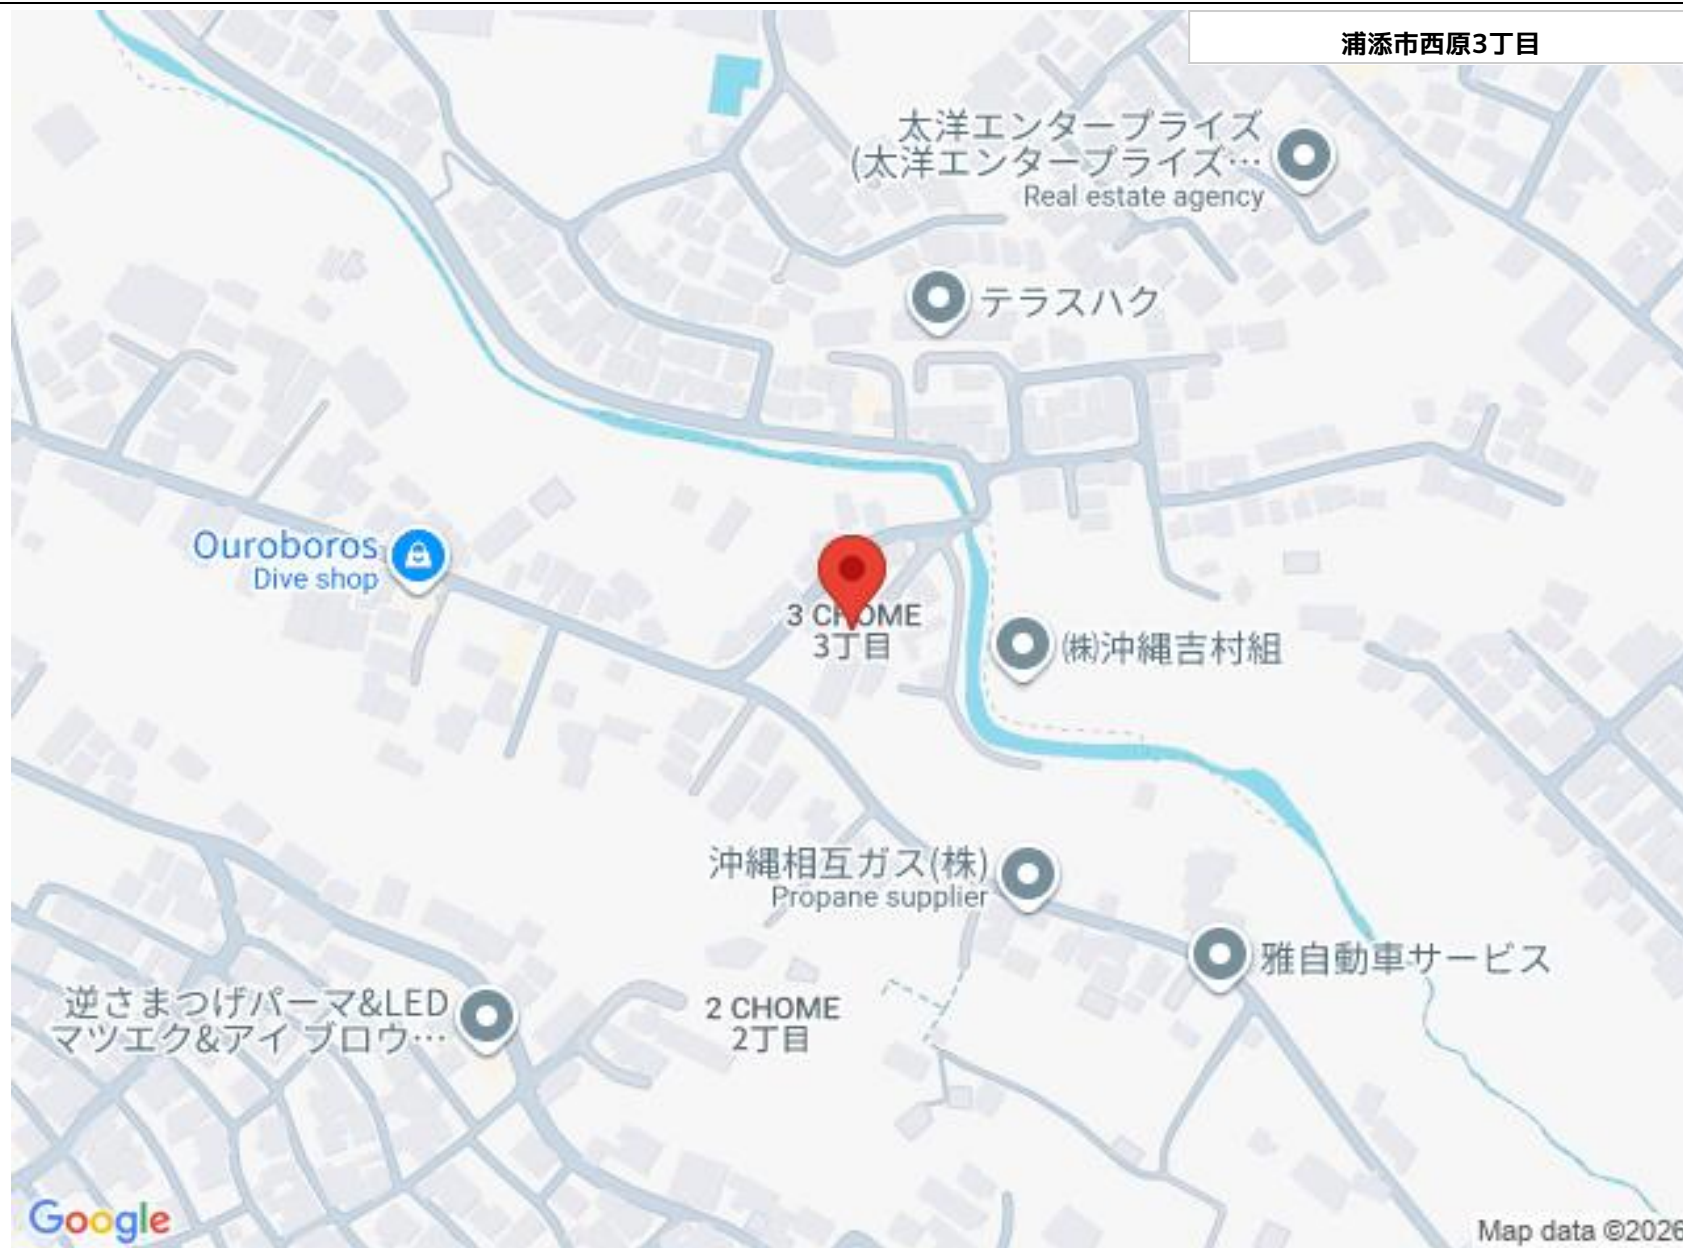 浦添市西原3丁目
太洋エンタープライズ
(太洋エンタープライズ…
Real estate agency
テラスハク
Ouroboros
Dive shop
3 CHOME
3丁目
㈱沖縄吉村組
沖縄相互ガス(株)
Propane supplier
雅自動車サービス
逆さまつげパーマ&LED
マツエク&アイ ブロウ…
2 CHOME
2丁目
Google
Map data ©2026